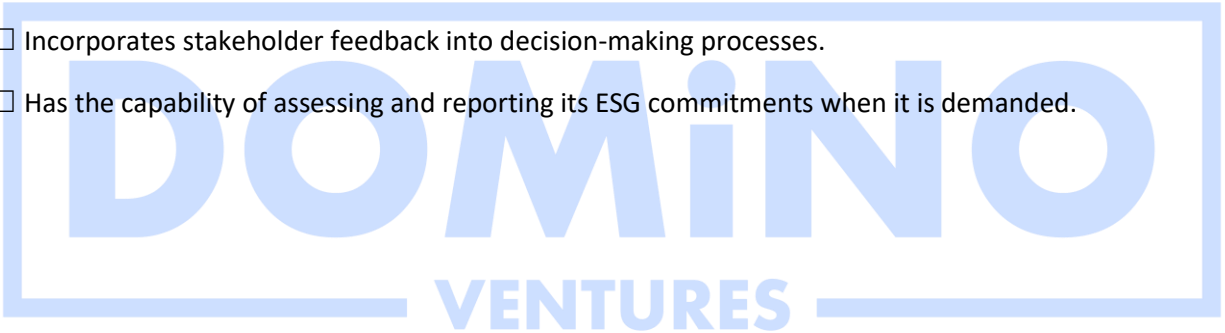 ☐ Incorporates stakeholder feedback into decision-making processes.
☐ Has the capability of assessing and reporting its ESG commitments when it is demanded.
DOMiNO
VENTURES